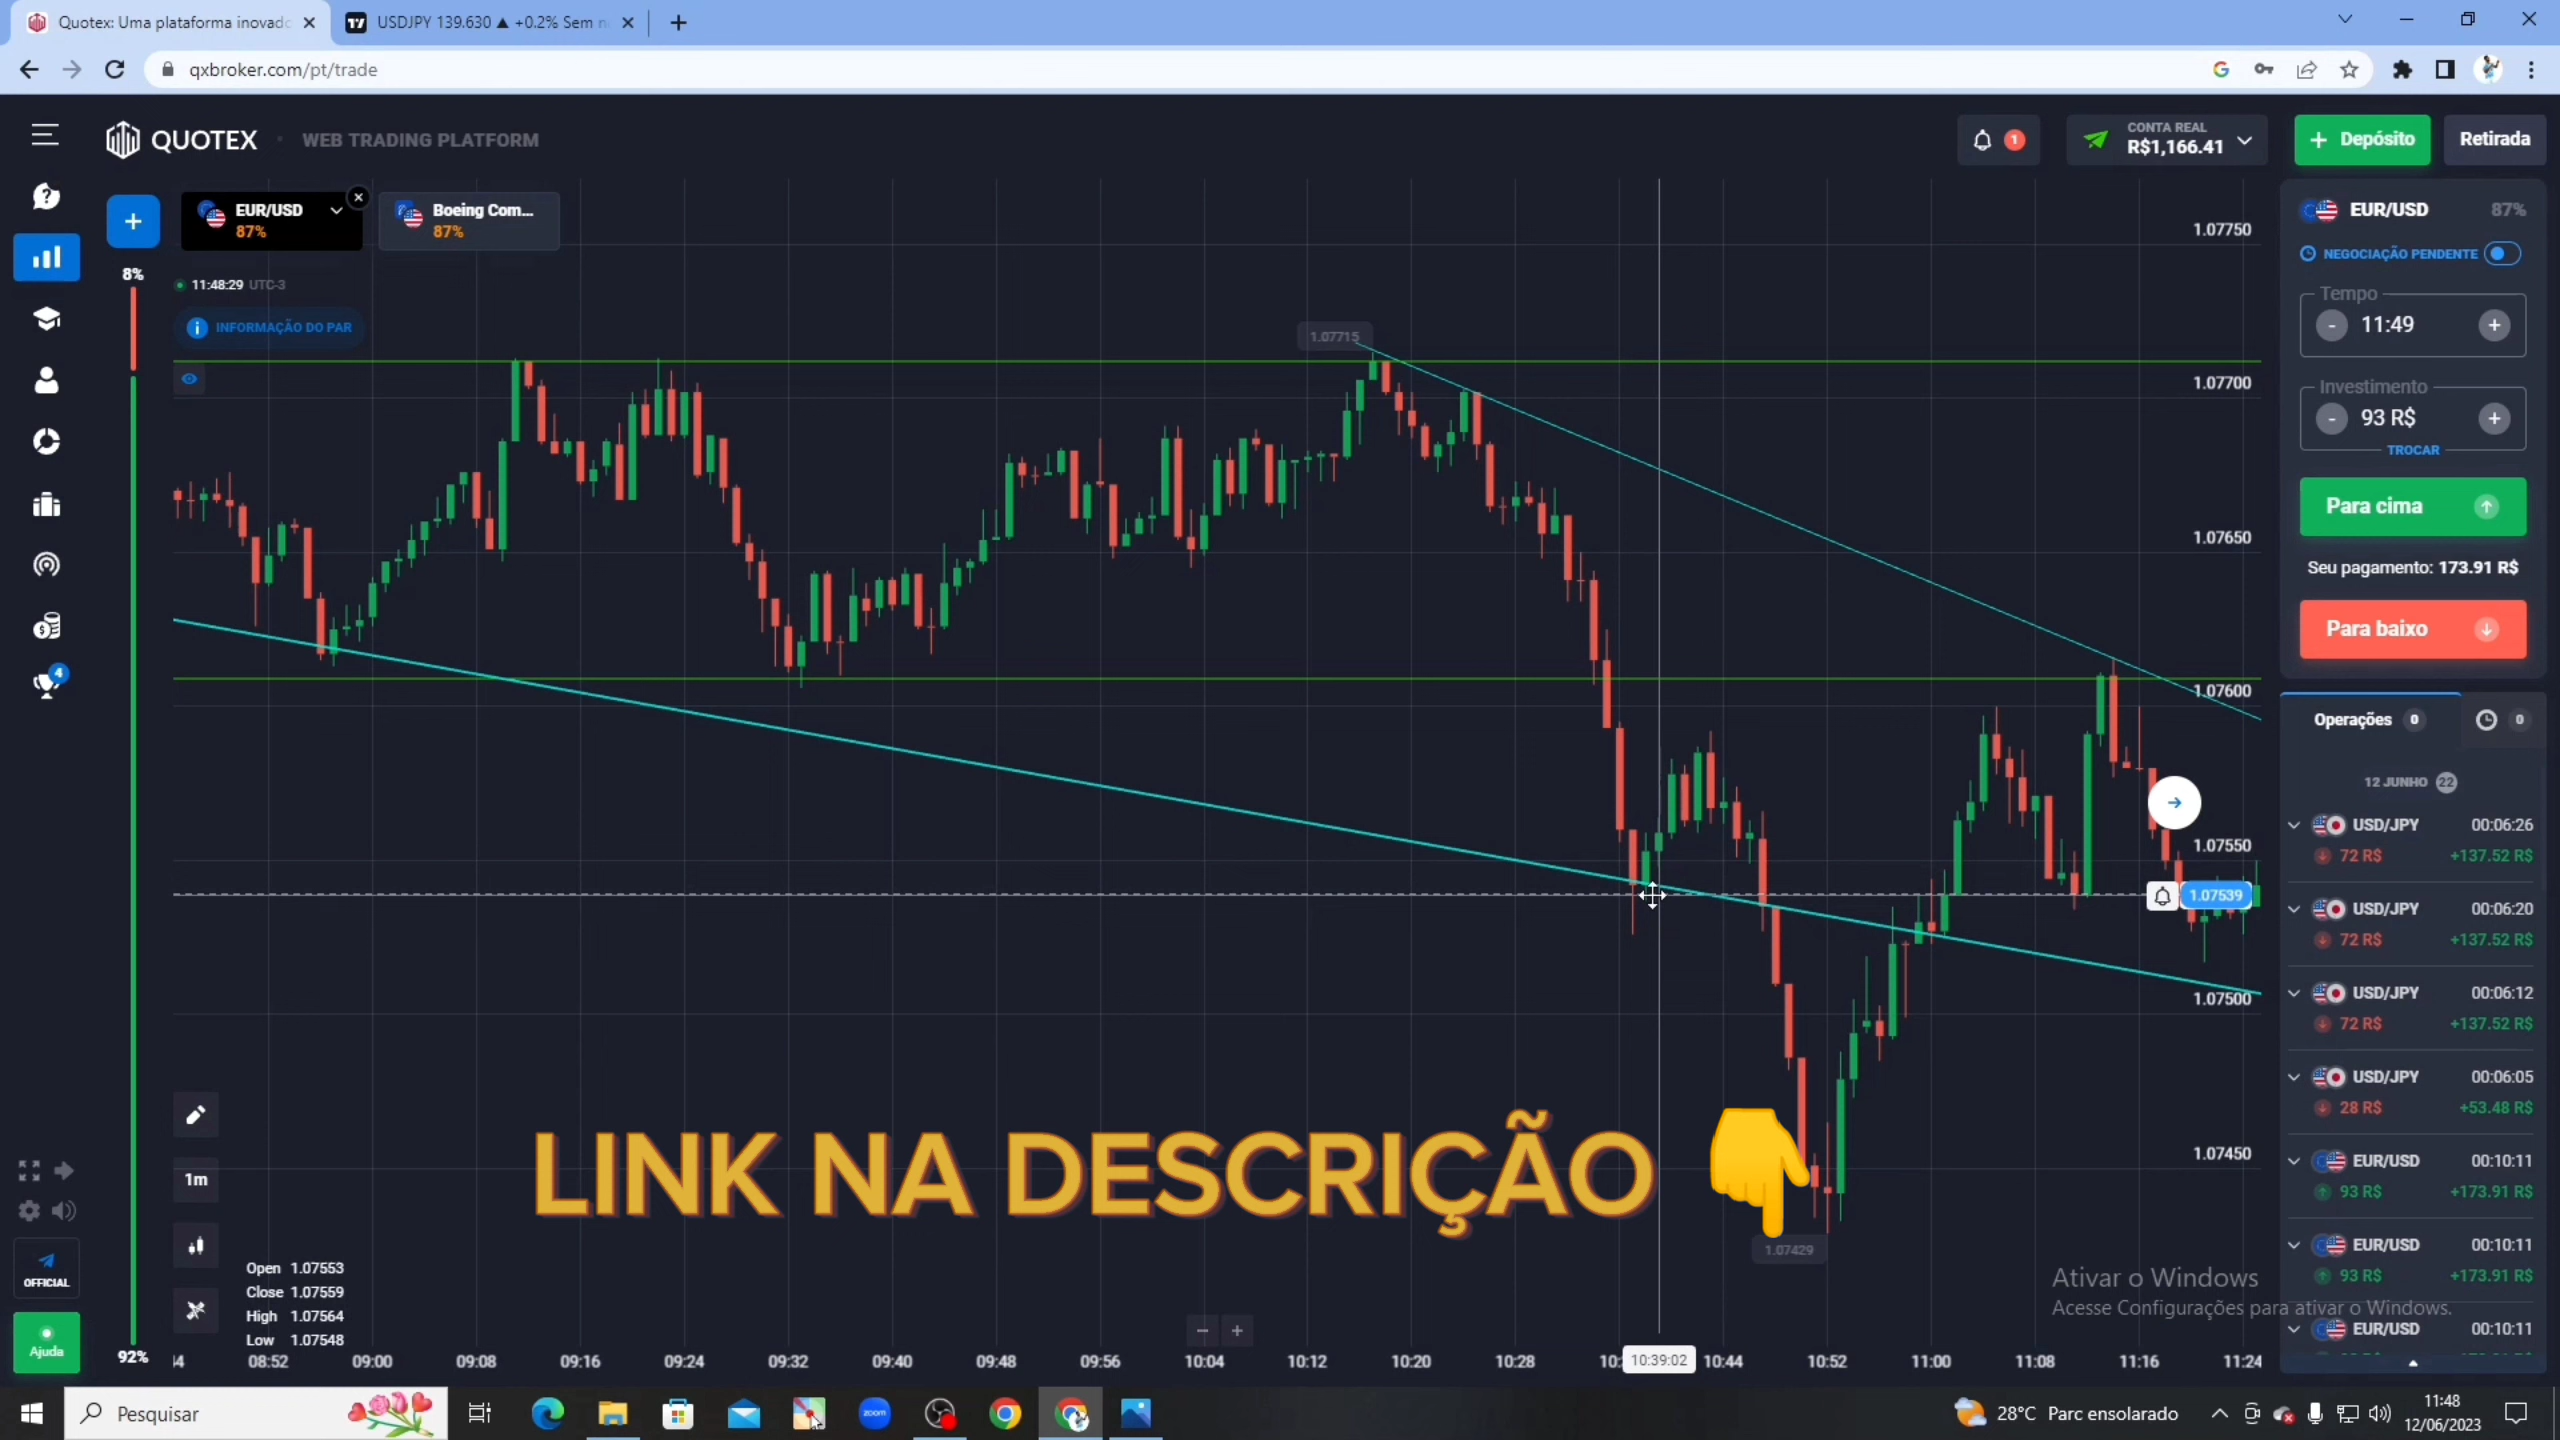 Quotex: Uma plataforma inovado
USDJPY 139.630 ▲ +0.2% Sem n
qxbroker.com/pt/trade
QUOTEX
WEB TRADING PLATFORM
1
CONTA REAL
R$1,166.41
+ Depósito
Retirada
EUR/USD
87%
Boeing Com...
87%
EUR/USD
87%
NEGOCIAÇÃO PENDENTE
Tempo
- 11:49 +
Investimento
- 93 R$ +
TROCAR
Para cima
Seu pagamento: 173.91 R$
Para baixo
8%
11:48:29 UTC-3
INFORMAÇÃO DO PAR
1.07715
1.07750
1.07700
1.07650
1.07600
1.07550
1.07539
1.07500
1.07450
1.07429
4
Operações 0
0
12 JUNHO 22
USD/JPY 00:06:26
72 R$ +137.52 R$
USD/JPY 00:06:20
72 R$ +137.52 R$
USD/JPY 00:06:12
72 R$ +137.52 R$
USD/JPY 00:06:05
28 R$ +53.48 R$
EUR/USD 00:10:11
93 R$ +173.91 R$
EUR/USD 00:10:11
93 R$ +173.91 R$
EUR/USD 00:10:11
LINK NA DESCRIÇÃO
1m
OFFICIAL
Ajuda
92%
Open 1.07553
Close 1.07559
High 1.07564
Low 1.07548
Ativar o Windows
Acesse Configurações para ativar o Windows.
44 08:52 09:00 09:08 09:16 09:24 09:32 09:40 09:48 09:56 10:04 10:12 10:20 10:28 10:39:02 10:44 10:52 11:00 11:08 11:16 11:24
Pesquisar
zoom
28°C Parc ensolarado
11:48
12/06/2023